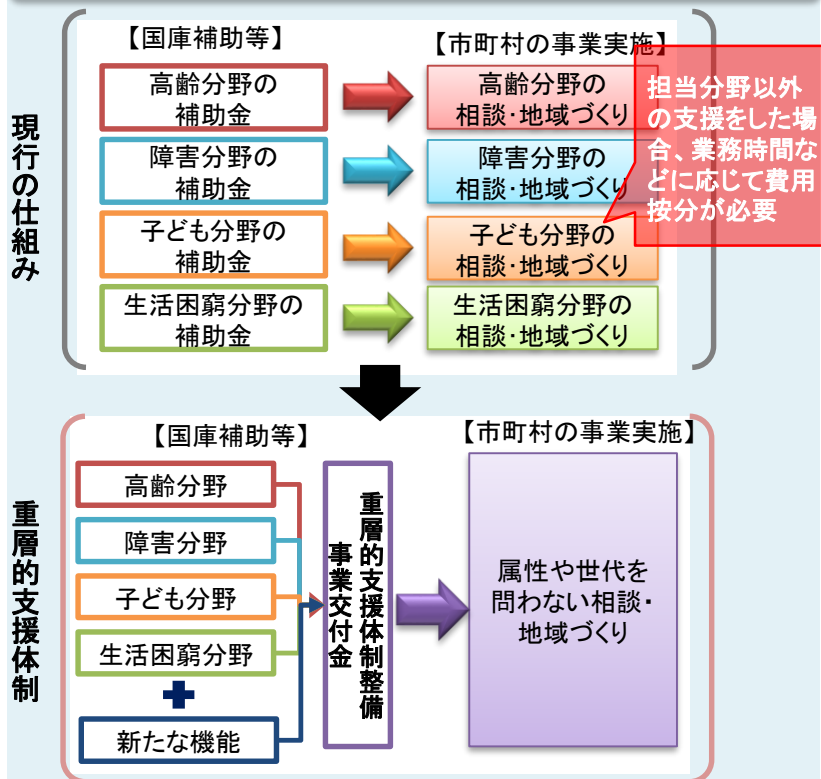 現行の仕組み
【国庫補助等】
【市町村の事業実施】
高齢分野の
補助金
高齢分野の
相談・地域づくり
障害分野の
補助金
障害分野の
相談・地域づくり
子ども分野の
補助金
子ども分野の
相談・地域づくり
生活困窮分野の
補助金
生活困窮分野の
相談・地域づくり
担当分野以外
の支援をした場
合、業務時間な
どに応じて費用
按分が必要
重層的支援体制
【国庫補助等】
【市町村の事業実施】
高齢分野
障害分野
子ども分野
生活困窮分野
新たな機能
重層的支援体制整備
事業交付金
属性や世代を
問わない相談・
地域づくり